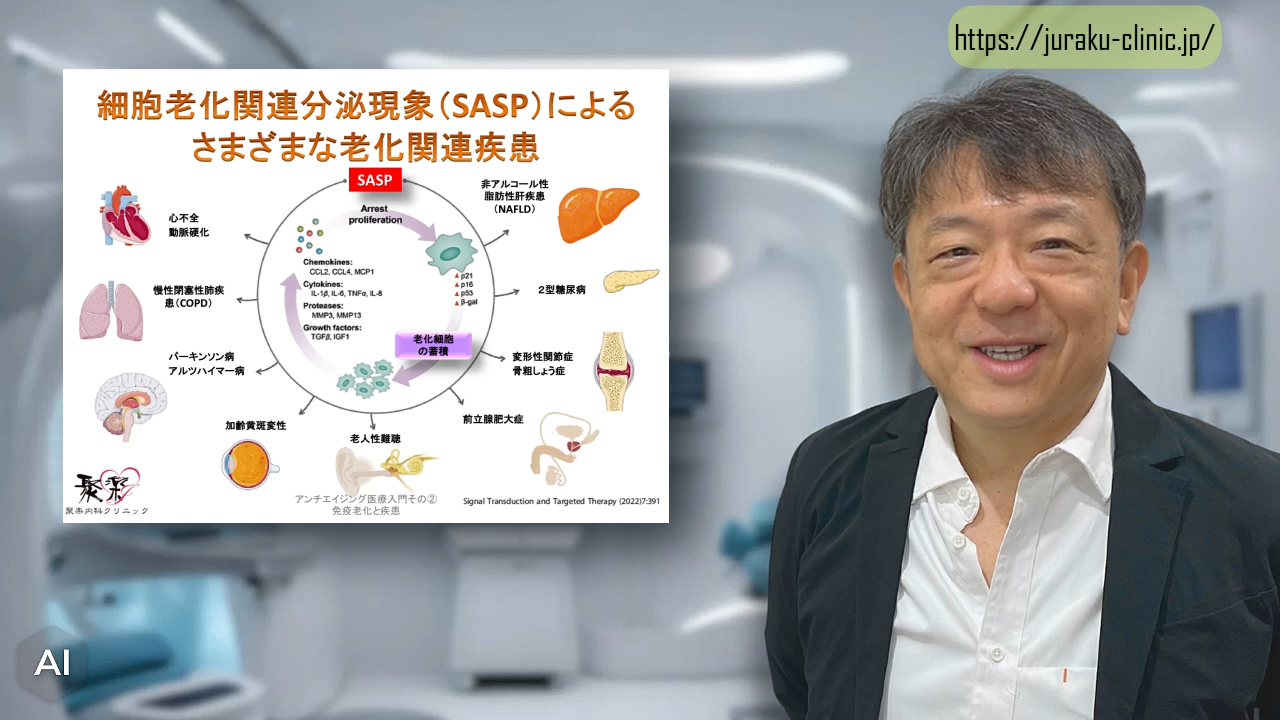 https://juraku-clinic.jp/
細胞老化関連分泌現象（SASP）による
さまざまな老化関連疾患
SASP
Arrest
proliferation
非アルコール性
脂肪性肝疾患
（NAFLD）
心不全
動脈硬化
Chemokines:
CCL2, CCL4, MCP1
Cytokines:
IL-1β, IL-6, TNFα, IL-8
Proteases:
MMP3, MMP13
Growth factors:
TGFβ, IGF1
p21
p16
p53
β-gal
慢性閉塞性肺疾
患（COPD）
2型糖尿病
老化細胞
の蓄積
パーキンソン病
アルツハイマー病
変形性関節症
骨粗しょう症
加齢黄斑変性
老人性難聴
前立腺肥大症
聚楽
聚楽内科クリニック
アンチエイジング医療入門その②
免疫老化と疾患
Signal Transduction and Targeted Therapy (2022)7:391
AI